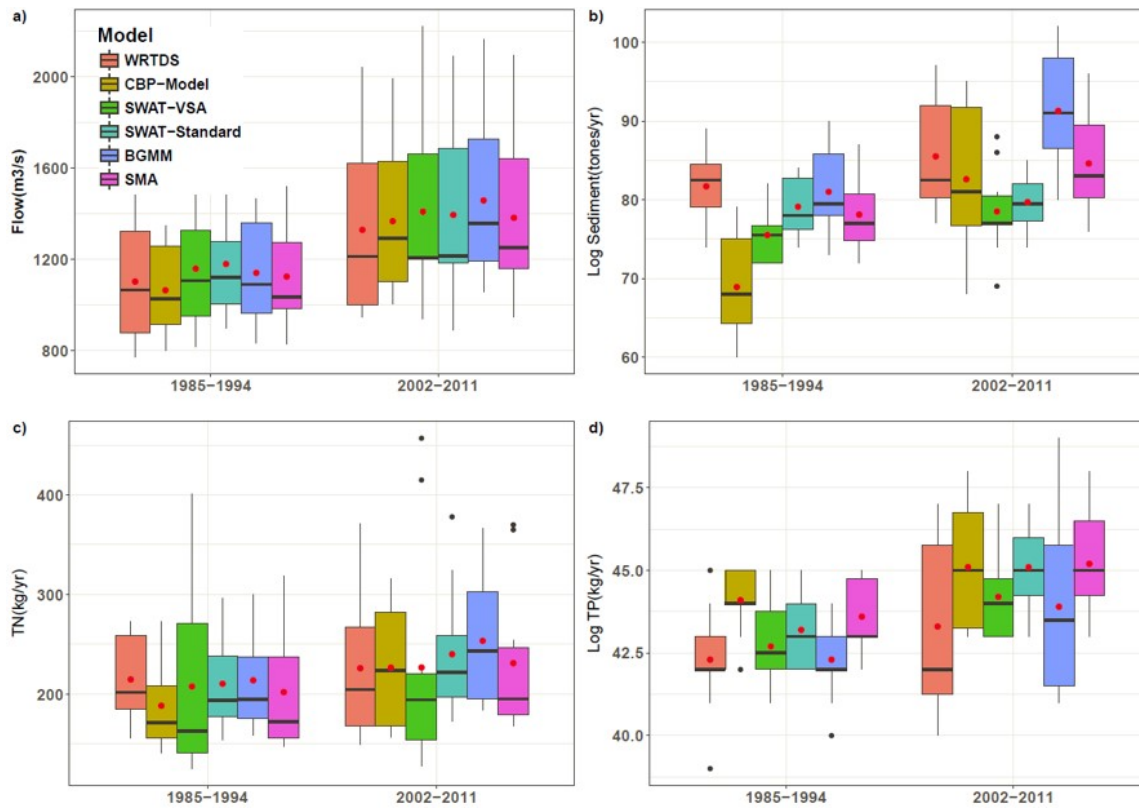 a)
Model
WRTDS
CBP−Model
SWAT−VSA
SWAT−Standard
BGMM
SMA
Flow(m3/s)
2000
1600
1200
800
1985−1994
2002−2011
b)
Log Sediment(tones/yr)
100
90
80
70
60
1985−1994
2002−2011
c)
TN(kg/yr)
400
300
200
1985−1994
2002−2011
d)
Log TP(kg/yr)
47.5
45.0
42.5
40.0
1985−1994
2002−2011